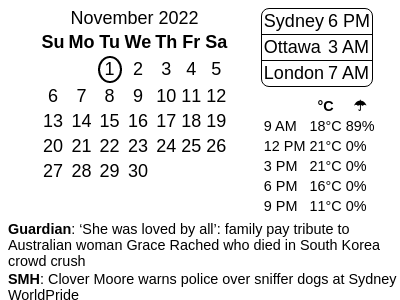 November 2022
Su Mo Tu We Th Fr Sa
1 2 3 4 5
6 7 8 9 10 11 12
13 14 15 16 17 18 19
20 21 22 23 24 25 26
27 28 29 30
Sydney 6 PM
Ottawa 3 AM
London 7 AM
°C ☂
9 AM 18°C 89%
12 PM 21°C 0%
3 PM 21°C 0%
6 PM 16°C 0%
9 PM 11°C 0%
Guardian: ‘She was loved by all’: family pay tribute to
Australian woman Grace Rached who died in South Korea
crowd crush
SMH: Clover Moore warns police over sniffer dogs at Sydney
WorldPride